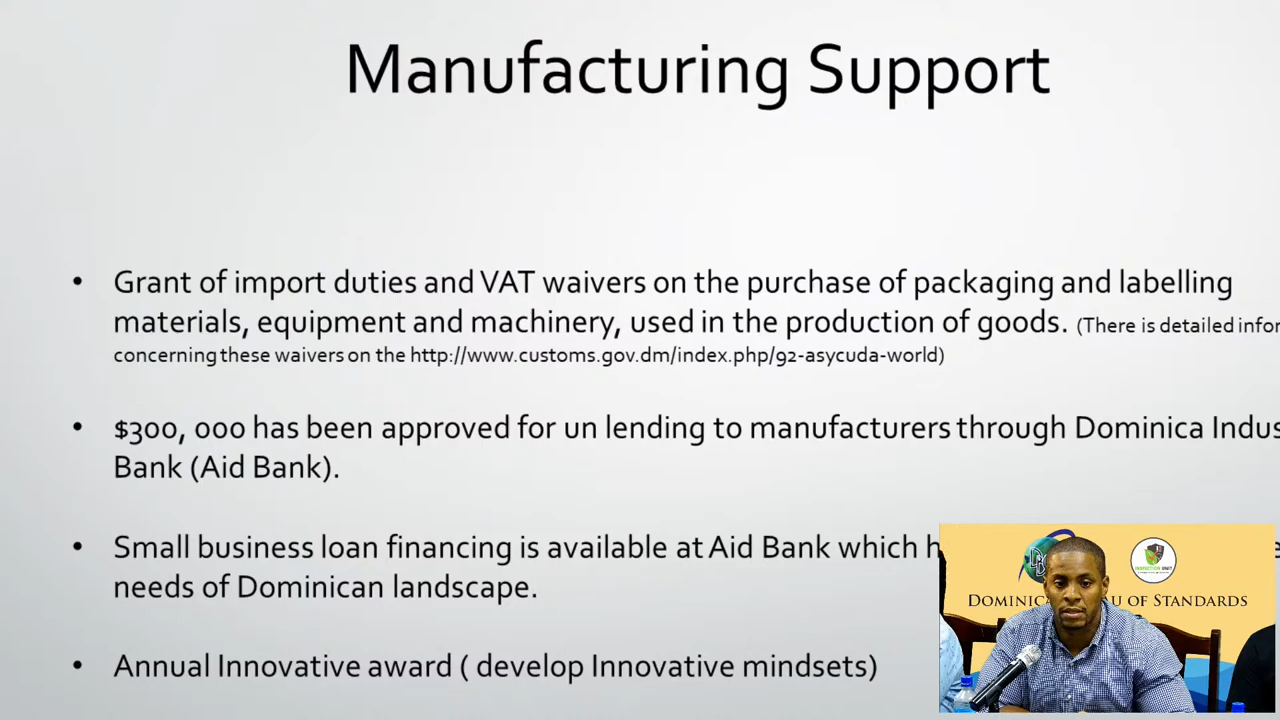 Manufacturing Support
• Grant of import duties and VAT waivers on the purchase of packaging and labelling
materials, equipment and machinery, used in the production of goods. (There is detailed infor
concerning these waivers on the http://www.customs.gov.dm/index.php/92-asycuda-world)
• $300, 000 has been approved for un lending to manufacturers through Dominica Indus
Bank (Aid Bank).
• Small business loan financing is available at Aid Bank which h
needs of Dominican landscape.
• Annual Innovative award ( develop Innovative mindsets)
INSPECTION UNIT
DOMINIC AU OF STANDARDS